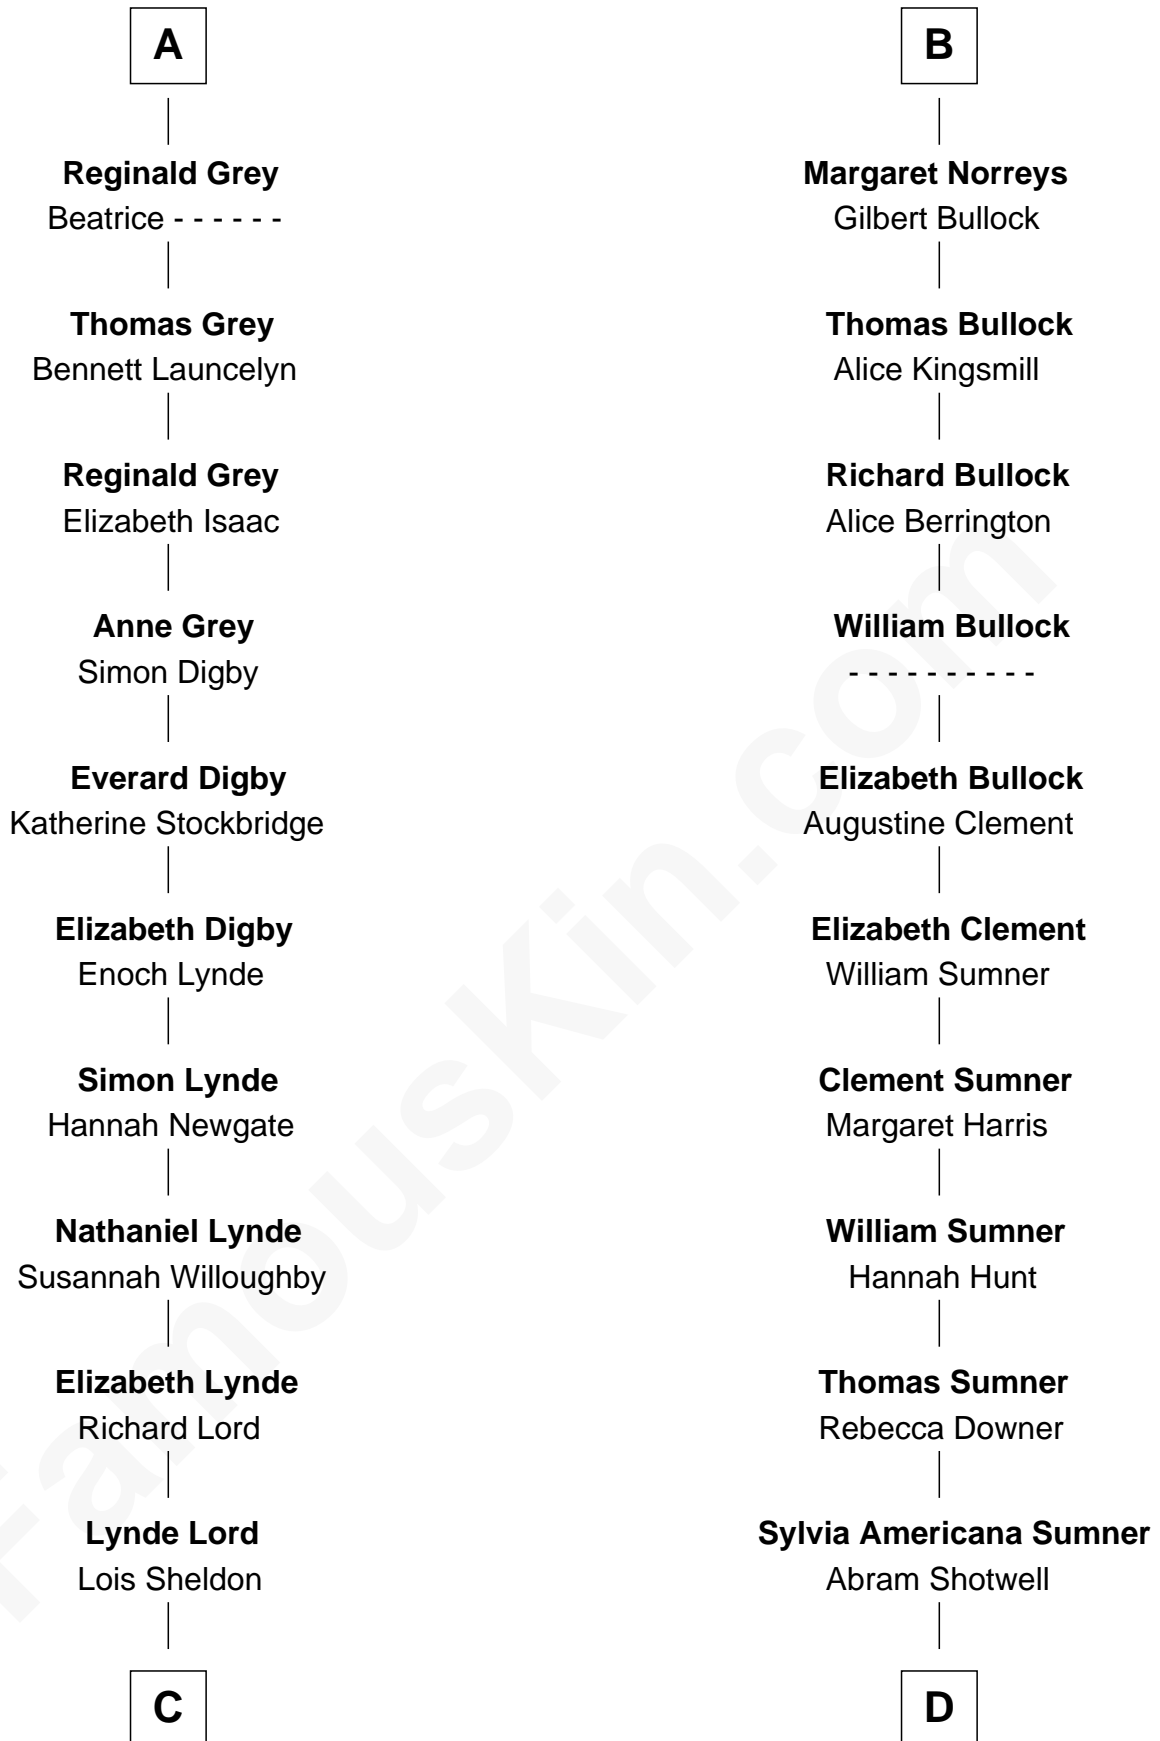 A
Reginald Grey
Beatrice - - - - - -
Thomas Grey
Bennett Launcelyn
Reginald Grey
Elizabeth Isaac
Anne Grey
Simon Digby
Everard Digby
Katherine Stockbridge
Elizabeth Digby
Enoch Lynde
Simon Lynde
Hannah Newgate
Nathaniel Lynde
Susannah Willoughby
Elizabeth Lynde
Richard Lord
Lynde Lord
Lois Sheldon
C
B
Margaret Norreys
Gilbert Bullock
Thomas Bullock
Alice Kingsmill
Richard Bullock
Alice Berrington
William Bullock
- - - - - - - - - -
Elizabeth Bullock
Augustine Clement
Elizabeth Clement
William Sumner
Clement Sumner
Margaret Harris
William Sumner
Hannah Hunt
Thomas Sumner
Rebecca Downer
Sylvia Americana Sumner
Abram Shotwell
D
FamousKin.com